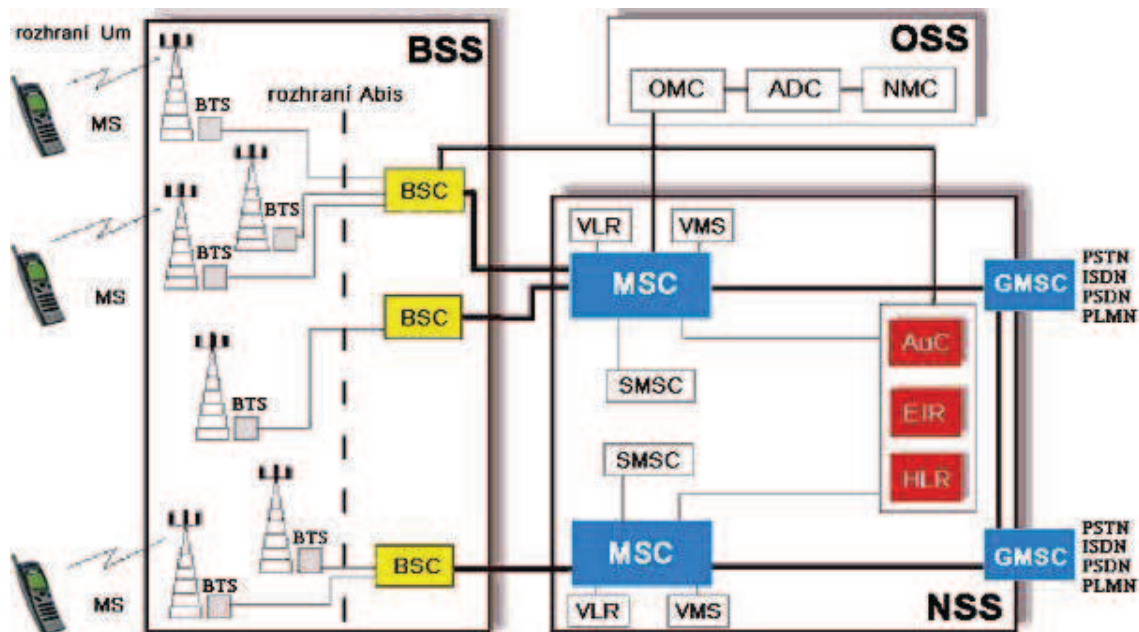 rozhraní Um
BSS
OSS
OMC
ADC
NMC
BTS
rozhraní Abis
MS
BSC
BTS
BTS
VLR
VMS
MSC
GMSC
PSTN
ISDN
PSDN
PLMN
MS
BSC
AuC
SMSC
BTS
EIR
SMSC
HLR
BTS
BSC
MSC
GMSC
PSTN
ISDN
PSDN
PLMN
MS
BTS
VLR
VMS
NSS